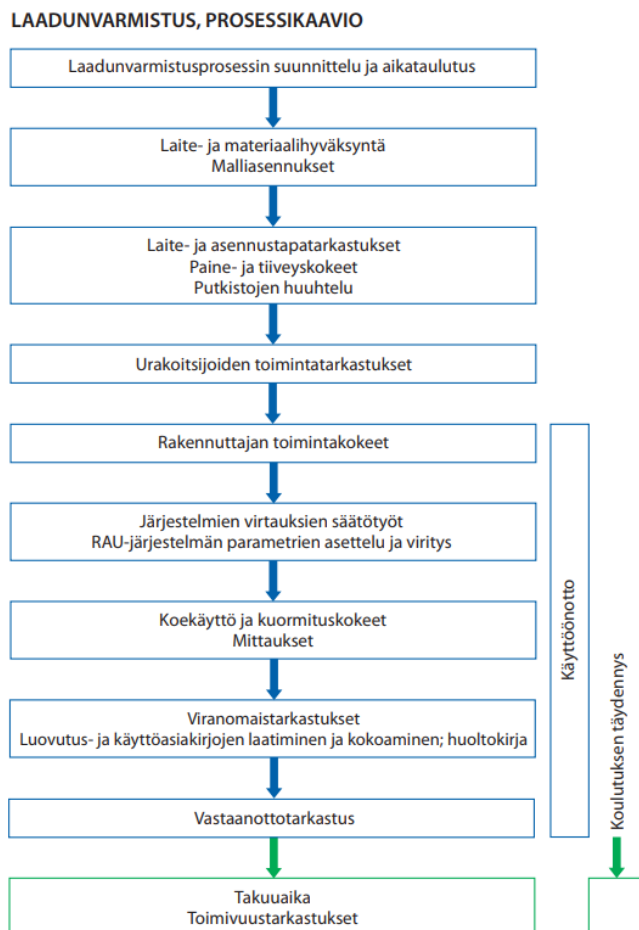 LAADUNVARMISTUS, PROSESSIKAAVIO
Laadunvarmistusprosessin suunnittelu ja aikataulutus
Laite- ja materiaalihyväksyntä
Malliasennukset
Laite- ja asennustapatarkastukset
Paine- ja tiiveyskokeet
Putkistojen huuhtelu
Urakoitsijoiden toimintatarkastukset
Rakennuttajan toimintakokeet
Järjestelmien virtauksien säätötyöt
RAU-järjestelmän parametrien asettelu ja viritys
Koekäyttö ja kuormituskokeet
Mittaukset
Viranomaistarkastukset
Luovutus- ja käyttöasiakirjojen laatiminen ja kokoaminen; huoltokirja
Vastaanottotarkastus
Käyttöönotto
Koulutuksen täydennys
Takuuaika
Toimivuustarkastukset